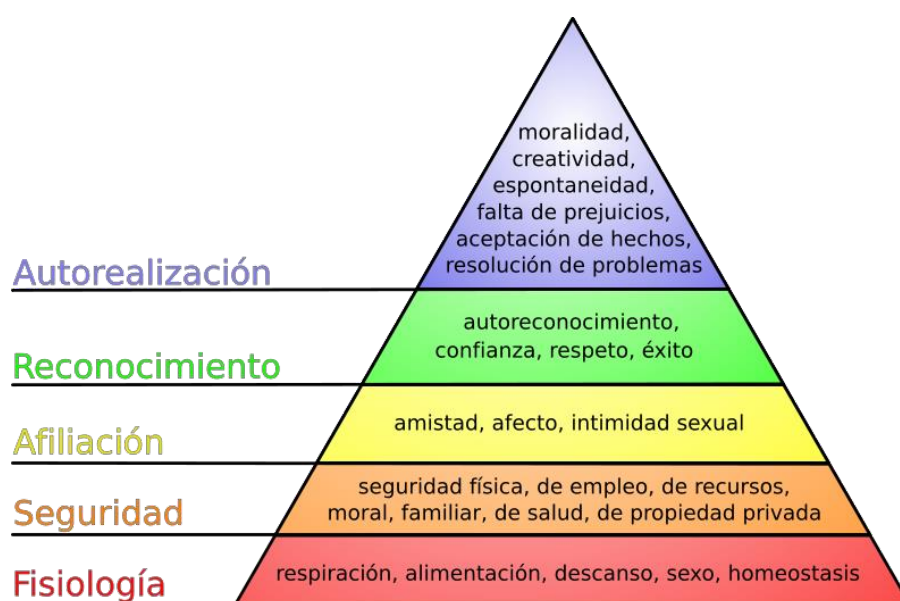 moralidad,
creatividad,
espontaneidad,
falta de prejuicios,
aceptación de hechos,
resolución de problemas
Autorealización
autoreconocimiento,
confianza, respeto, éxito
Reconocimiento
amistad, afecto, intimidad sexual
Afiliación
seguridad física, de empleo, de recursos,
moral, familiar, de salud, de propiedad privada
Seguridad
respiración, alimentación, descanso, sexo, homeostasis
Fisiología